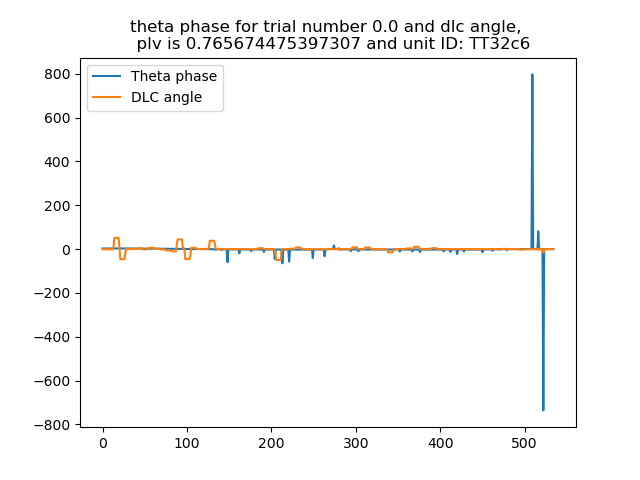 theta phase for trial number 0.0 and dlc angle,
plv is 0.765674475397307 and unit ID: TT32c6
Theta phase
DLC angle
800
600
400
200
0
−200
−400
−600
−800
0 100 200 300 400 500